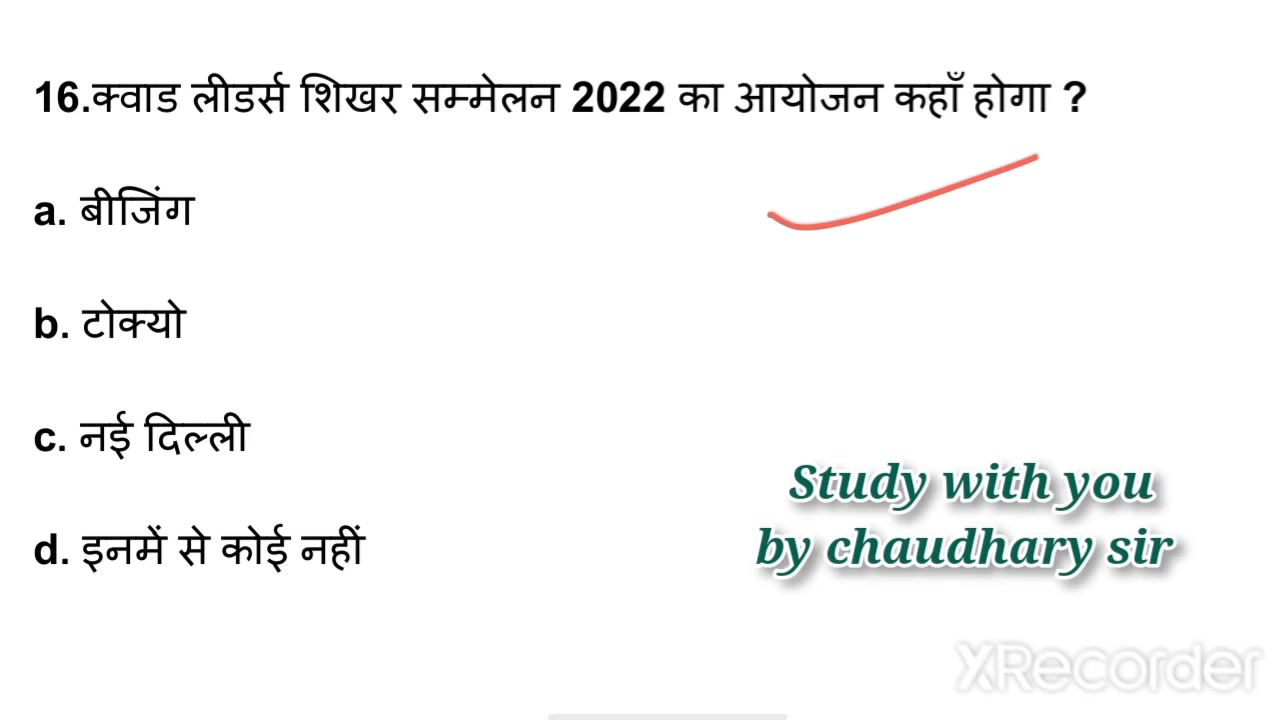 16.क्वाड लीडर्स शिखर सम्मेलन 2022 का आयोजन कहाँ होगा ?
a. बीजिंग
b. टोक्यो
c. नई दिल्ली
d. इनमें से कोई नहीं
Study with you
by chaudhary sir
XRecorder